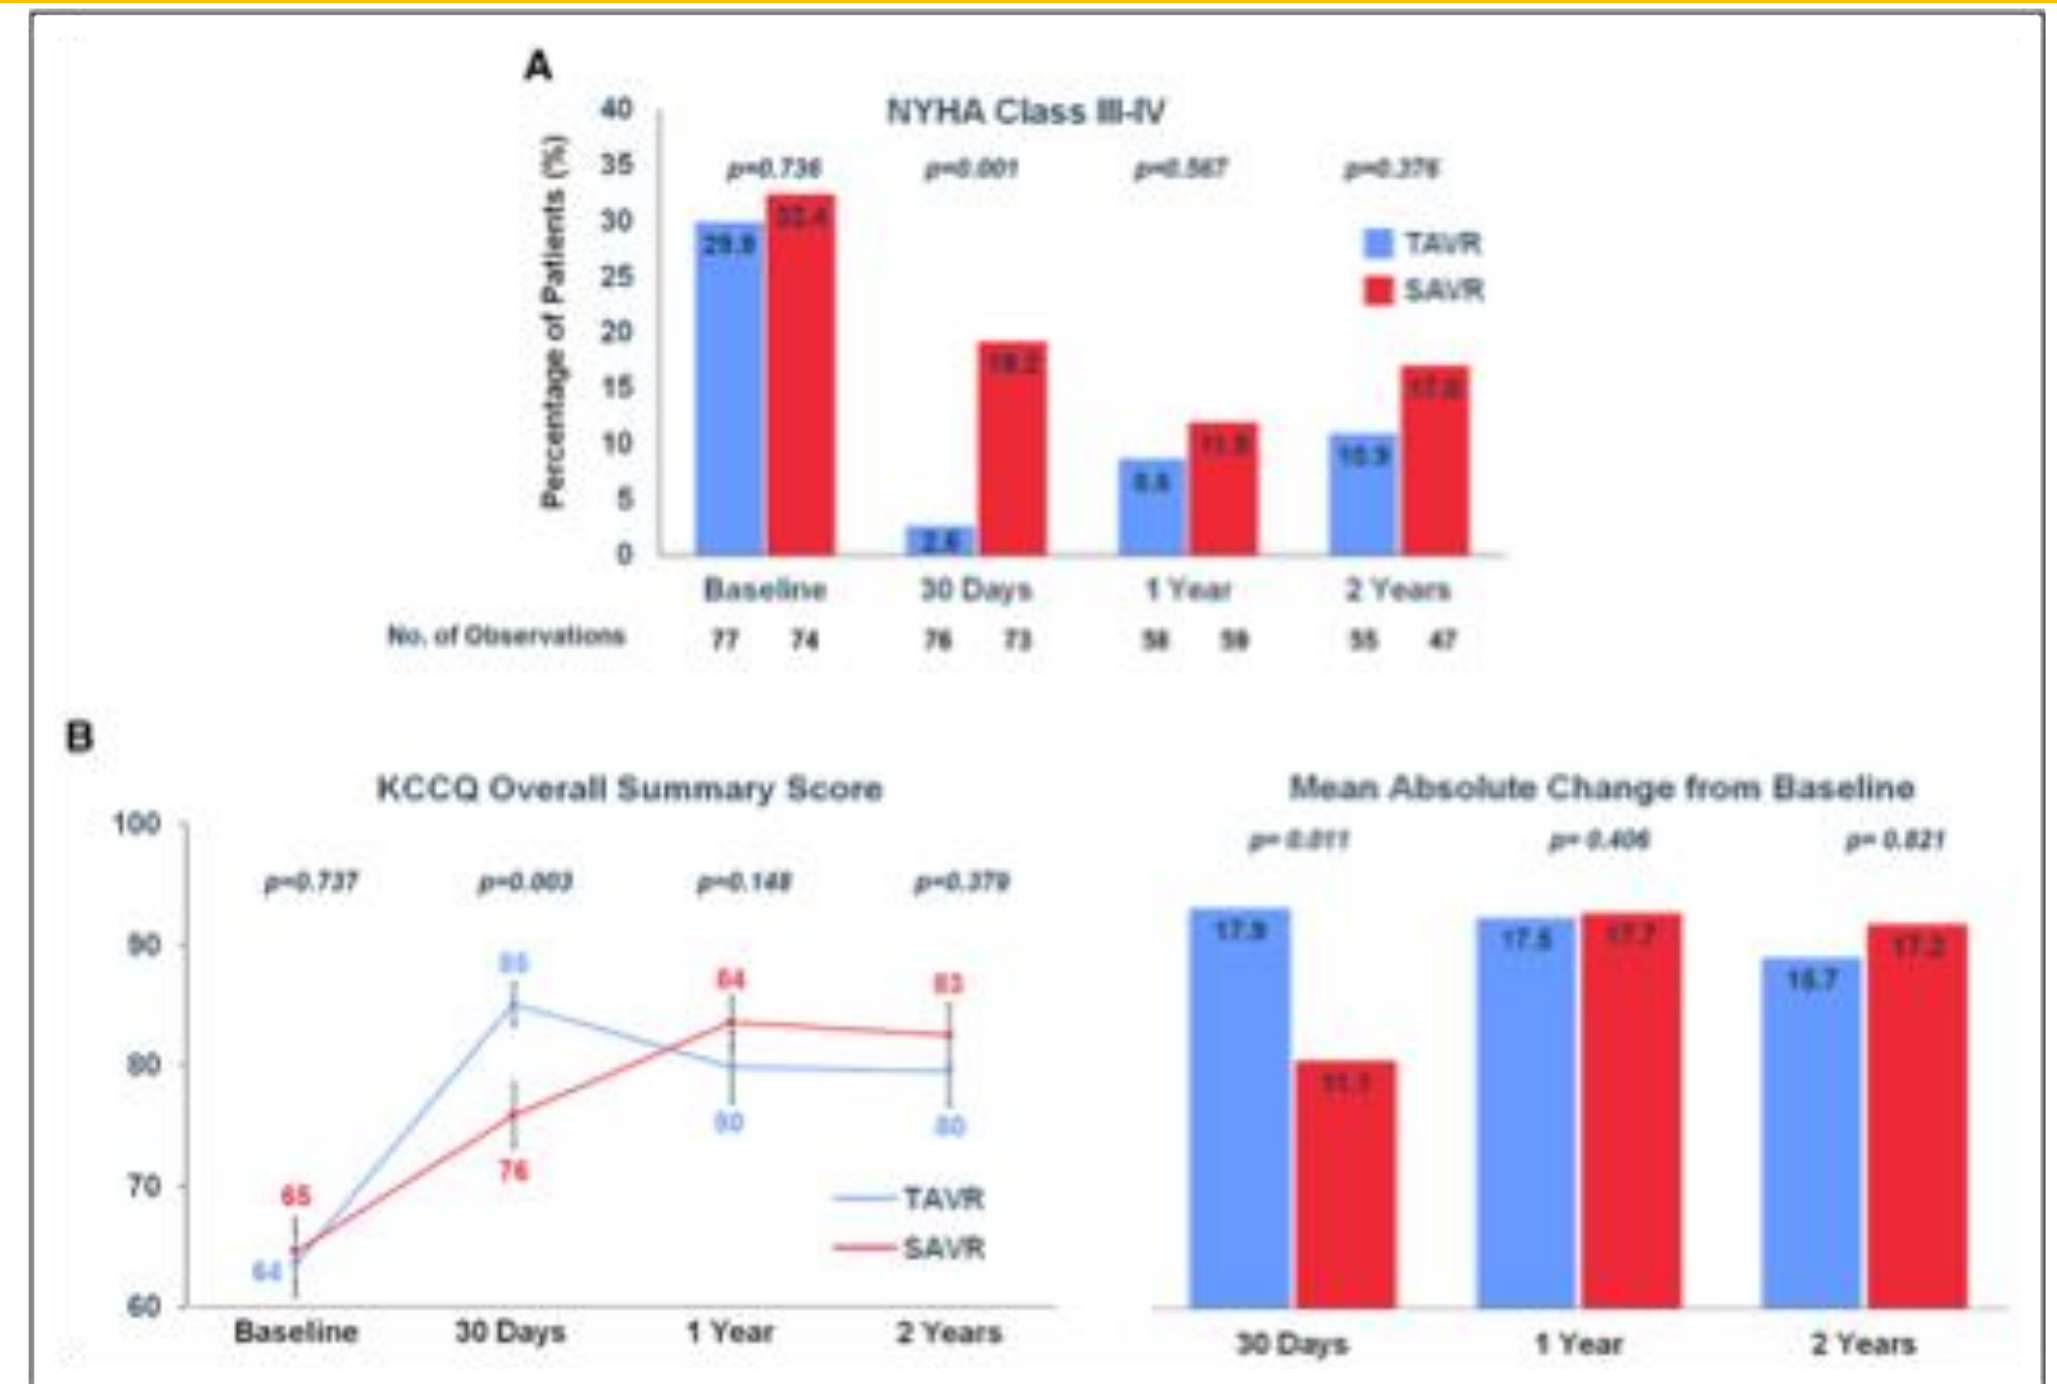 A
NYHA Class III-IV
Percentage of Patients (%)
40
35
30
25
20
15
10
5
0
p=0.736 p=0.001 p=0.567 p=0.376
29.9 32.4
2.6 19.2
8.6 11.9
10.9 17.0
TAVR
SAVR
Baseline 30 Days 1 Year 2 Years
No. of Observations 77 74 76 73 58 59 55 47
B
KCCQ Overall Summary Score
100
90
80
70
60
p=0.737 p=0.003 p=0.148 p=0.379
65
64
85
76
84
80
83
80
TAVR
SAVR
Baseline 30 Days 1 Year 2 Years
Mean Absolute Change from Baseline
p= 0.011 p= 0.406 p= 0.821
17.9 11.1
17.5 17.7
15.7 17.2
30 Days 1 Year 2 Years